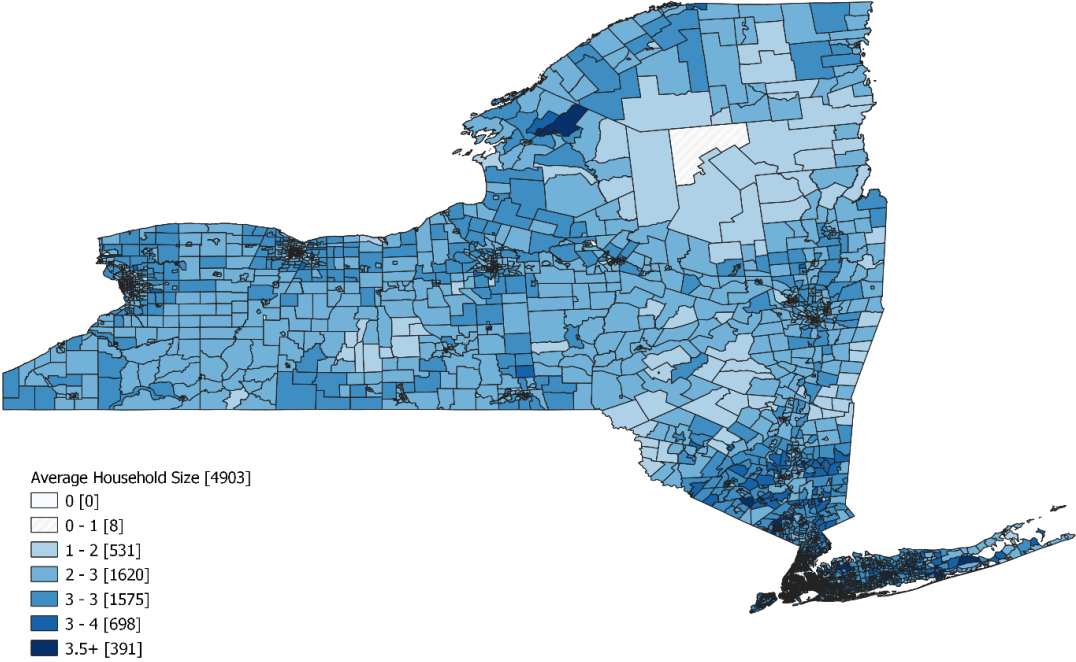 Average Household Size [4903]
0 [0]
0 - 1 [8]
1 - 2 [531]
2 - 3 [1620]
3 - 3 [1575]
3 - 4 [698]
3.5+ [391]